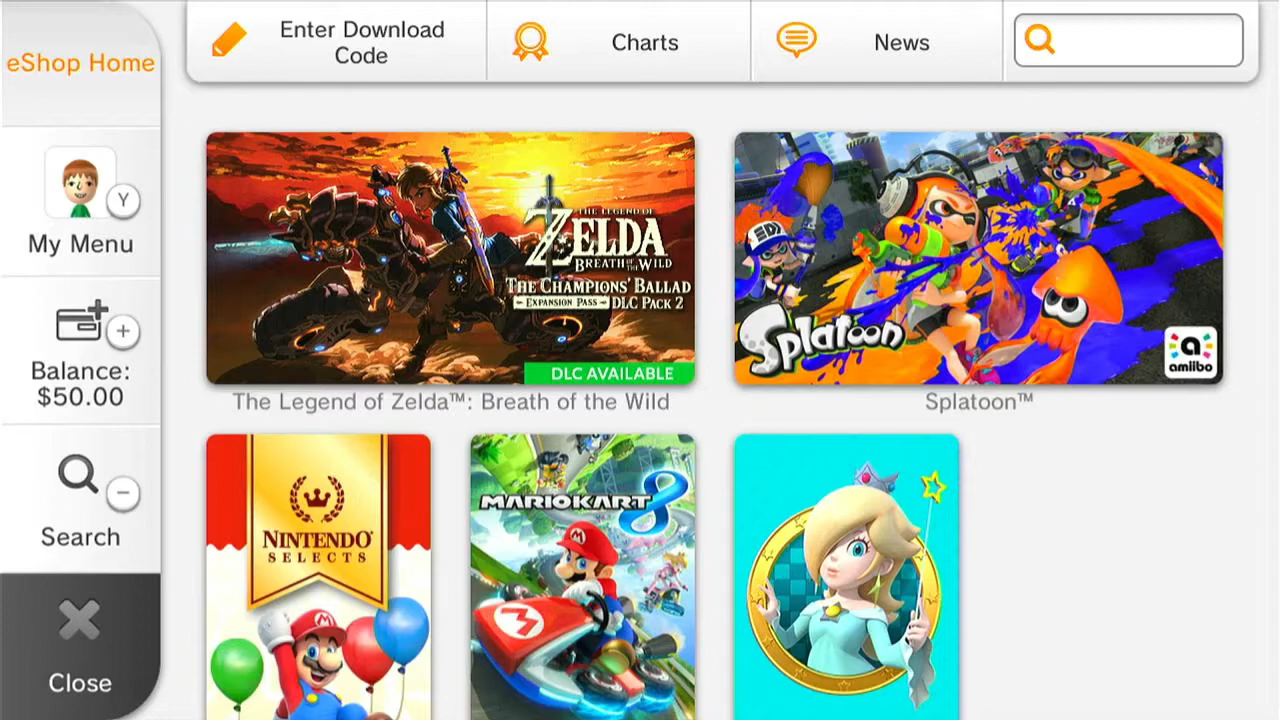 eShop Home
Enter Download
Code
Charts
News
Y
My Menu
+
Balance:
$50.00
−
Search
Close
THE LEGEND OF
ZELDA
BREATH OF THE WILD
THE CHAMPIONS' BALLAD
EXPANSION PASS DLC PACK 2
DLC AVAILABLE
The Legend of Zelda™: Breath of the Wild
Splatoon
amiibo
Splatoon™
NINTENDO
SELECTS
M
MARIOKART 8
M
M